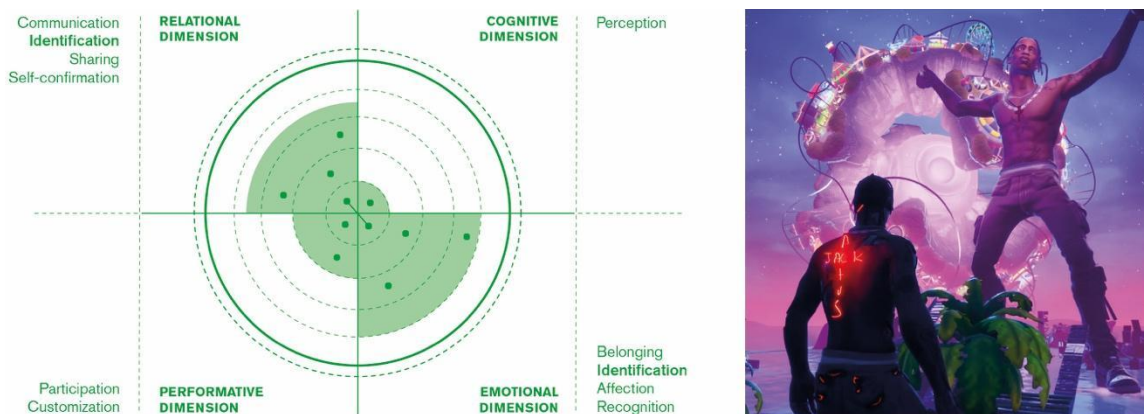 Communication
Identification
Sharing
Self-confirmation
RELATIONAL
DIMENSION
COGNITIVE
DIMENSION
Perception
Participation
Customization
PERFORMATIVE
DIMENSION
EMOTIONAL
DIMENSION
Belonging
Identification
Affection
Recognition
JACK